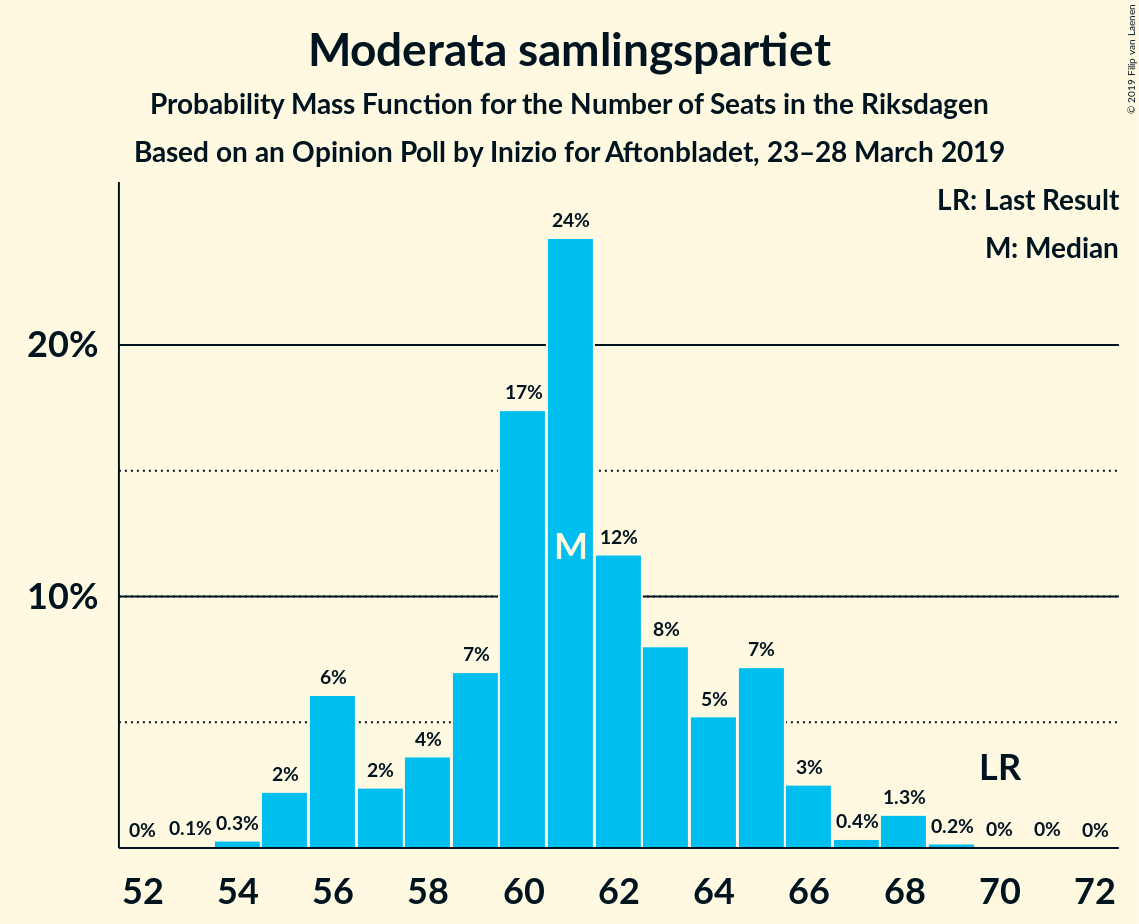 Moderata samlingspartiet
Probability Mass Function for the Number of Seats in the Riksdagen
Based on an Opinion Poll by Inizio for Aftonbladet, 23–28 March 2019
© 2019 Filip van Laenen
LR: Last Result
M: Median
20%
10%
0%
0.1%
0.3%
2%
6%
2%
4%
7%
17%
24%
M
12%
8%
5%
7%
3%
0.4%
1.3%
0.2%
LR
0%
0%
0%
52 54 56 58 60 62 64 66 68 70 72